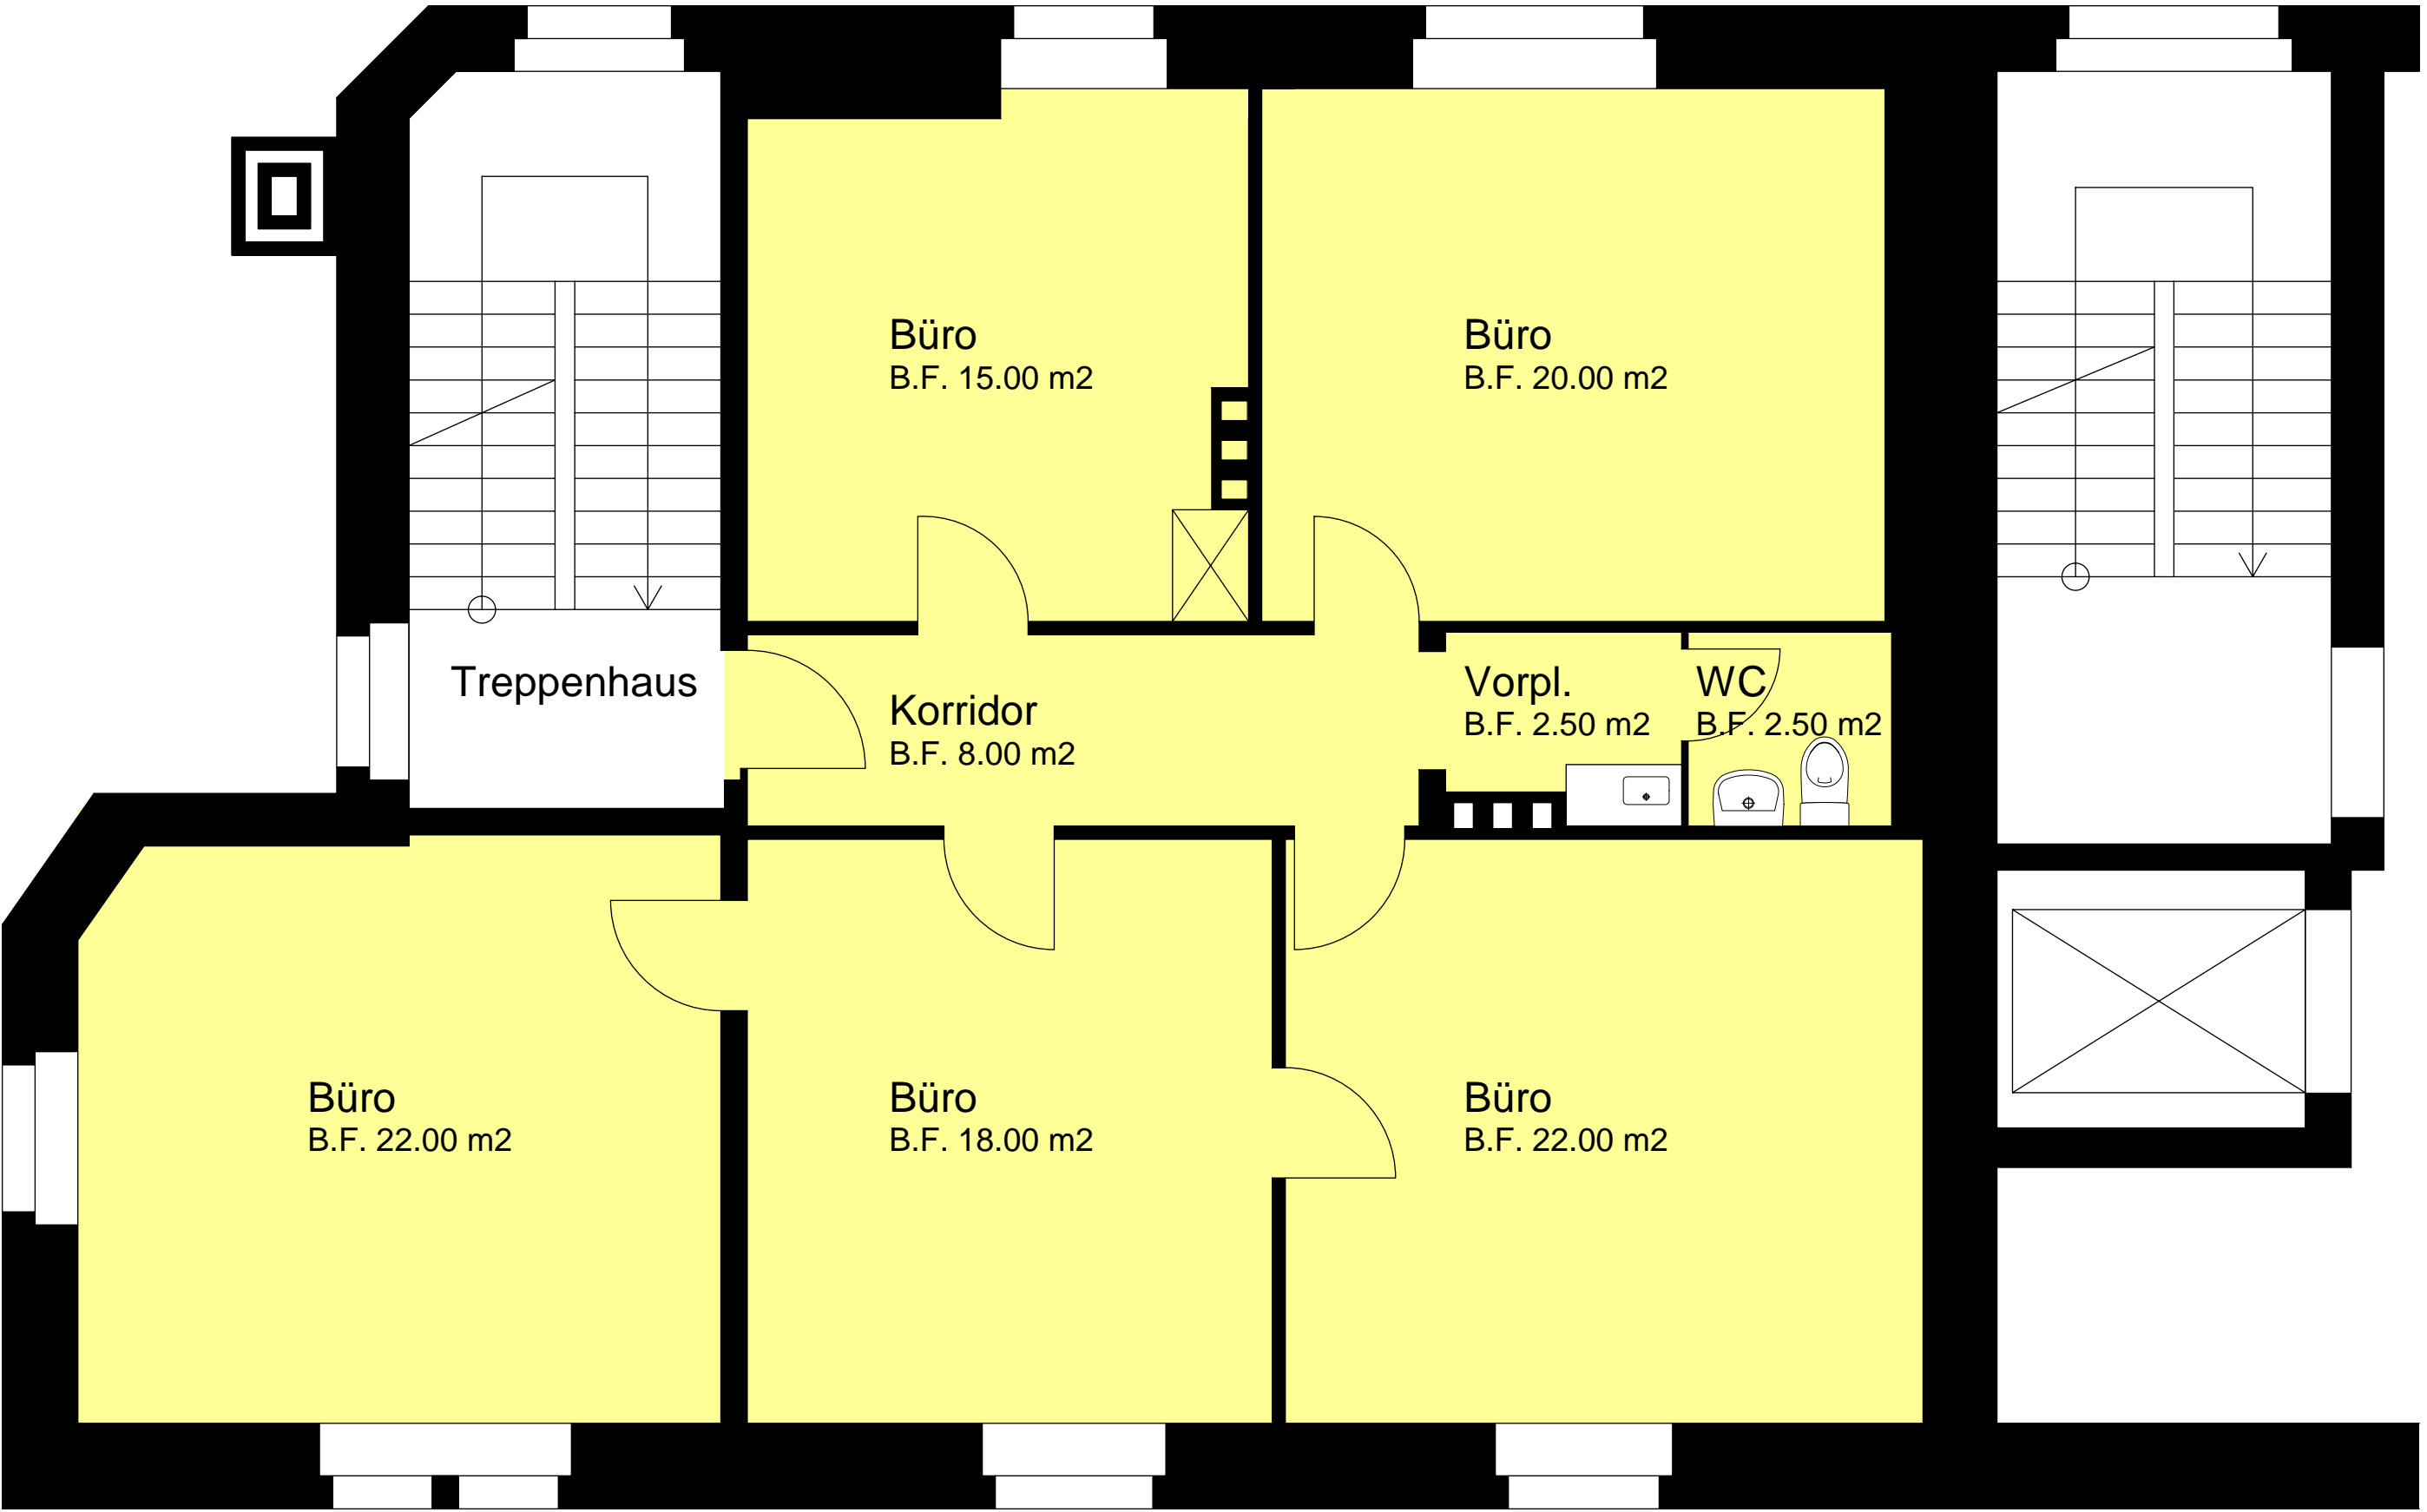 Büro
B.F. 15.00 m2
Büro
B.F. 20.00 m2
Treppenhaus
Korridor
B.F. 8.00 m2
Vorpl.
B.F. 2.50 m2
WC
B.F. 2.50 m2
Büro
B.F. 22.00 m2
Büro
B.F. 18.00 m2
Büro
B.F. 22.00 m2